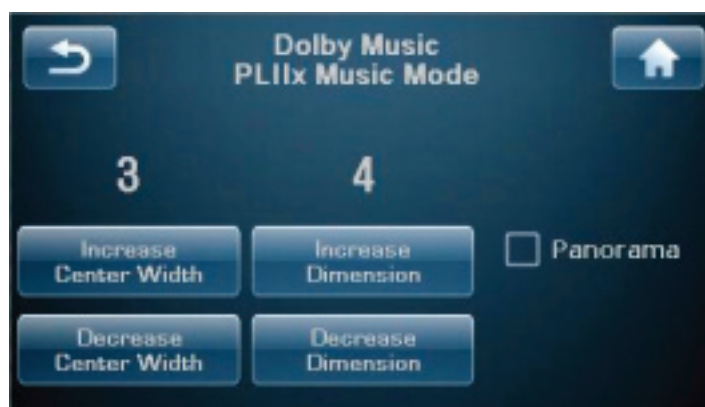 Dolby Music
PLIIx Music Mode
3
4
Increase
Center Width
Increase
Dimension
Panorama
Decrease
Center Width
Decrease
Dimension